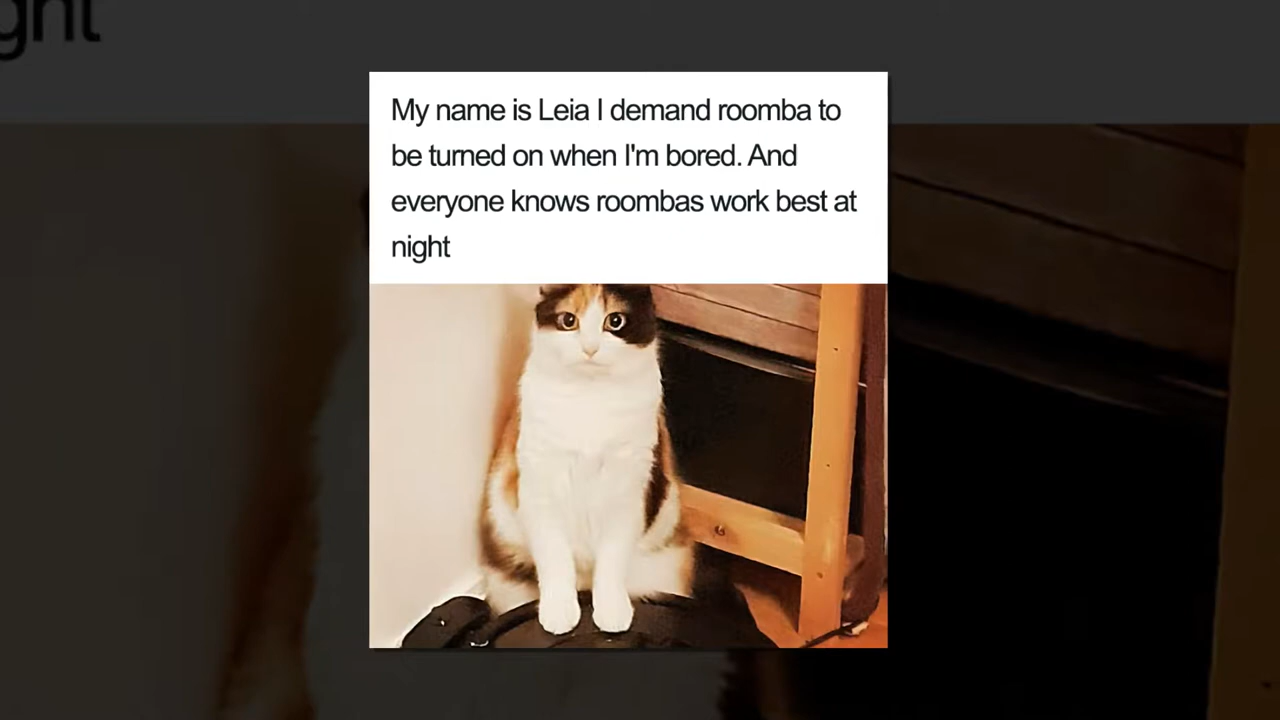 ght
My name is Leia I demand roomba to
be turned on when I'm bored. And
everyone knows roombas work best at
night